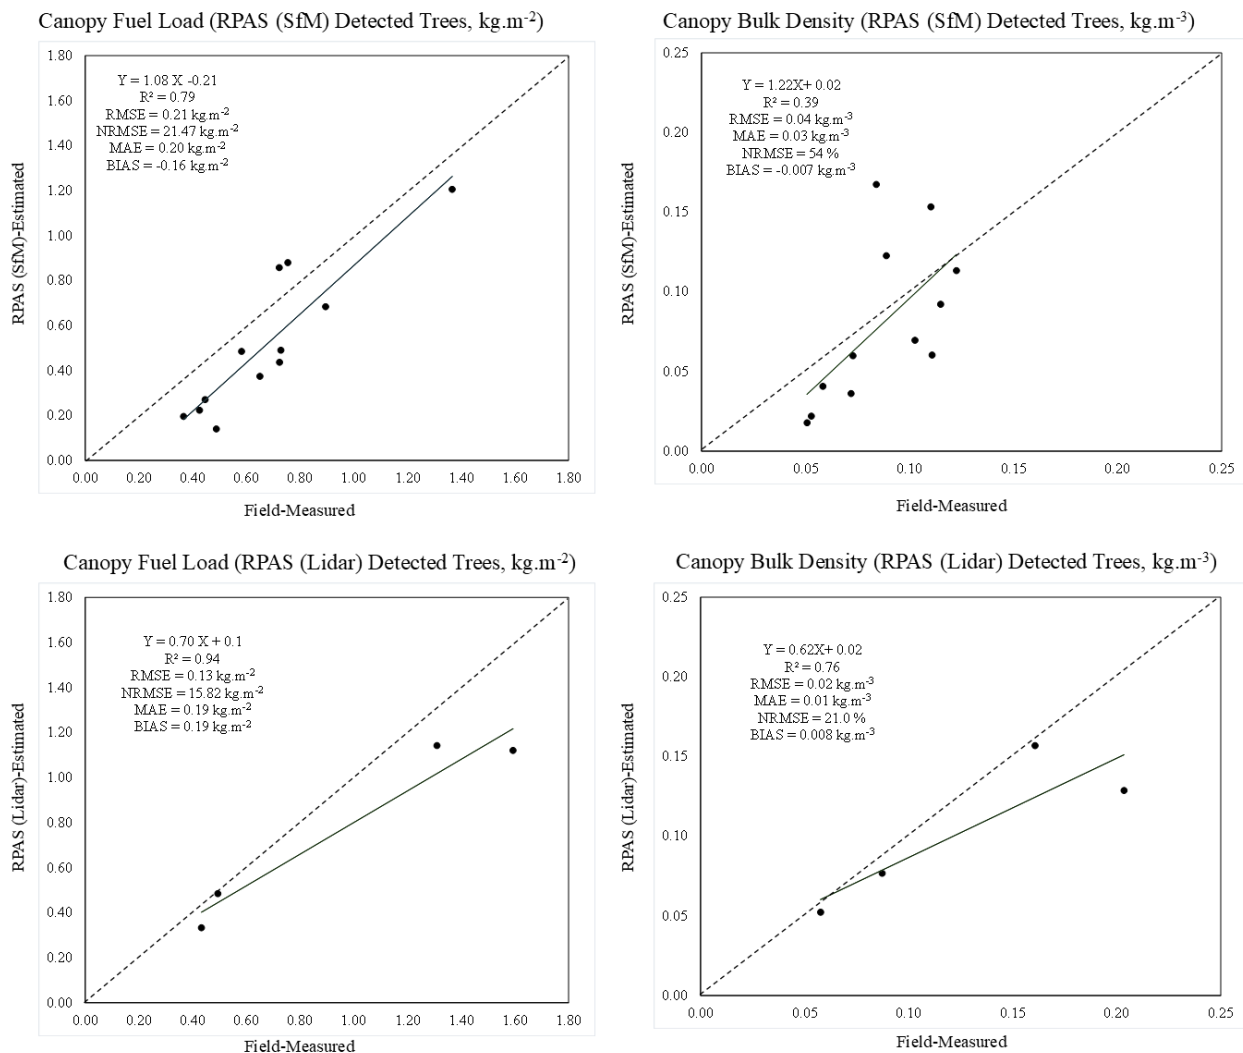 Canopy Fuel Load (RPAS (SfM) Detected Trees, kg.m-2)
1.80
1.60
1.40
1.20
1.00
0.80
0.60
0.40
0.20
0.00
Y = 1.08 X -0.21
R² = 0.79
RMSE = 0.21 kg.m-2
NRMSE = 21.47 kg.m-2
MAE = 0.20 kg.m-2
BIAS = -0.16 kg.m-2
RPAS (SfM)-Estimated
0.00 0.20 0.40 0.60 0.80 1.00 1.20 1.40 1.60 1.80
Field-Measured
Canopy Bulk Density (RPAS (SfM) Detected Trees, kg.m-3)
0.25
0.20
0.15
0.10
0.05
0.00
Y = 1.22X+ 0.02
R² = 0.39
RMSE = 0.04 kg.m-3
MAE = 0.03 kg.m-3
NRMSE = 54 %
BIAS = -0.007 kg.m-3
RPAS (SfM)-Estimated
0.00 0.05 0.10 0.15 0.20 0.25
Field-Measured
Canopy Fuel Load (RPAS (Lidar) Detected Trees, kg.m-2)
1.80
1.60
1.40
1.20
1.00
0.80
0.60
0.40
0.20
0.00
Y = 0.70 X + 0.1
R² = 0.94
RMSE = 0.13 kg.m-2
NRMSE = 15.82 kg.m-2
MAE = 0.19 kg.m-2
BIAS = 0.19 kg.m-2
RPAS (Lidar)-Estimated
0.00 0.20 0.40 0.60 0.80 1.00 1.20 1.40 1.60 1.80
Field-Measured
Canopy Bulk Density (RPAS (Lidar) Detected Trees, kg.m-3)
0.25
0.20
0.15
0.10
0.05
0.00
Y = 0.62X+ 0.02
R² = 0.76
RMSE = 0.02 kg.m-3
MAE = 0.01 kg.m-3
NRMSE = 21.0 %
BIAS = 0.008 kg.m-3
RPAS (Lidar)-Estimated
0.00 0.05 0.10 0.15 0.20 0.25
Field-Measured